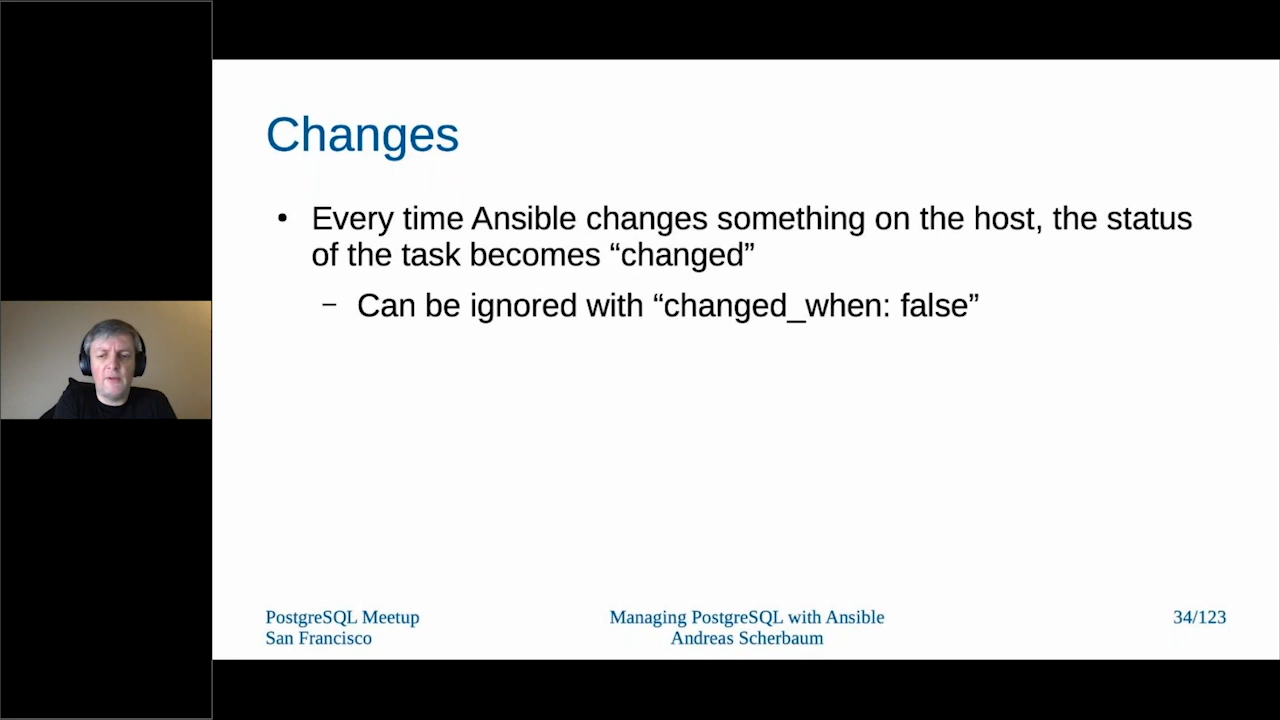 Changes
• Every time Ansible changes something on the host, the status
of the task becomes “changed”
– Can be ignored with “changed_when: false”
PostgreSQL Meetup
San Francisco
Managing PostgreSQL with Ansible
Andreas Scherbaum
34/123